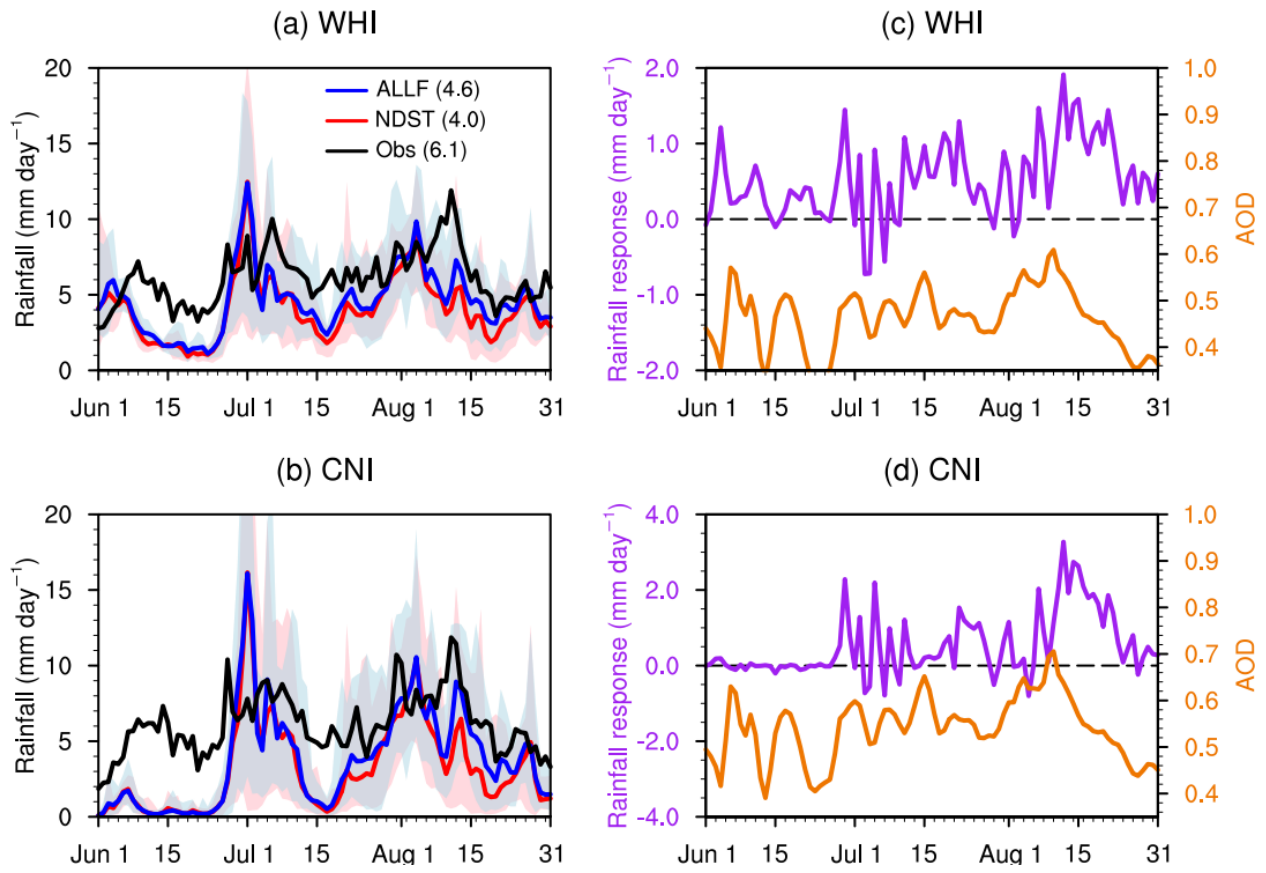 (a) WHI
Rainfall (mm day⁻¹)
20
15
10
5
0
ALLF (4.6)
NDST (4.0)
Obs (6.1)
Jun 1 15 Jul 1 15 Aug 1 15 31
(c) WHI
Rainfall response (mm day⁻¹)
2.0
1.0
0.0
-1.0
-2.0
1.0
0.9
0.8
0.7
0.6
0.5
0.4
AOD
Jun 1 15 Jul 1 15 Aug 1 15 31
(b) CNI
Rainfall (mm day⁻¹)
20
15
10
5
0
Jun 1 15 Jul 1 15 Aug 1 15 31
(d) CNI
Rainfall response (mm day⁻¹)
4.0
2.0
0.0
-2.0
-4.0
1.0
0.9
0.8
0.7
0.6
0.5
0.4
AOD
Jun 1 15 Jul 1 15 Aug 1 15 31